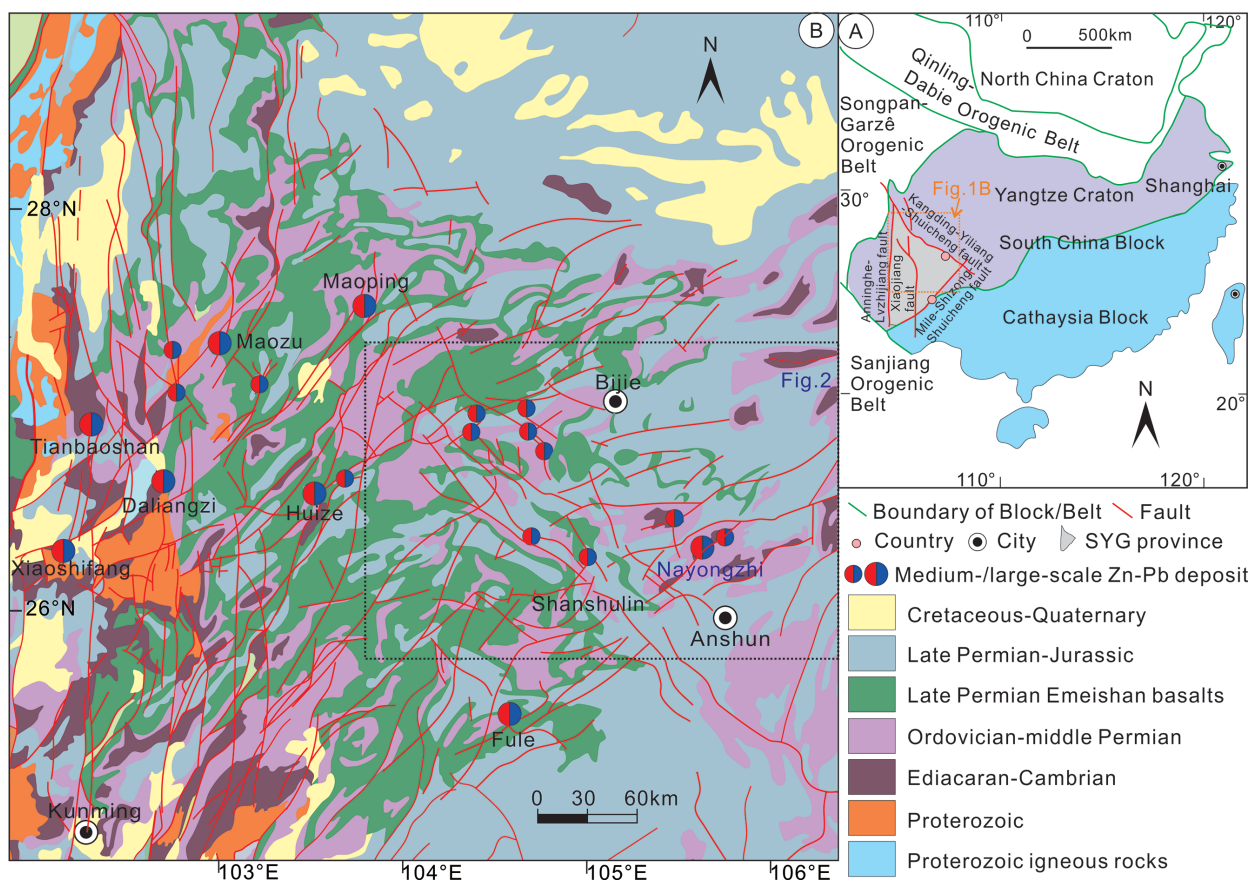 B
N
28°N
26°N
Maoping
Maozu
Tianbaoshan
Daliangzi
Huize
Xiaoshifang
Bijie
Fig.2
Nayongzhi
Shanshulin
Anshun
Fule
Kunming
0 30 60km
103°E 104°E 105°E 106°E
A
110° 120°
0 500km
Qinling-
Dabie Orogenic Belt
North China Craton
Songpan-
Garzê
Orogenic
Belt
30°
Fig.1B
Yangtze Craton
Shanghai
Kangding-Yiliang
-Shuicheng fault
South China Block
Anninghe-
Lvzhijiang fault
Xiaojiang
fault
Mile-Shizong-
Shuicheng fault
Cathaysia Block
Sanjiang
Orogenic
Belt
N
20°
110° 120°
Boundary of Block/Belt Fault
Country City SYG province
Medium-/large-scale Zn-Pb deposit
Cretaceous-Quaternary
Late Permian-Jurassic
Late Permian Emeishan basalts
Ordovician-middle Permian
Ediacaran-Cambrian
Proterozoic
Proterozoic igneous rocks